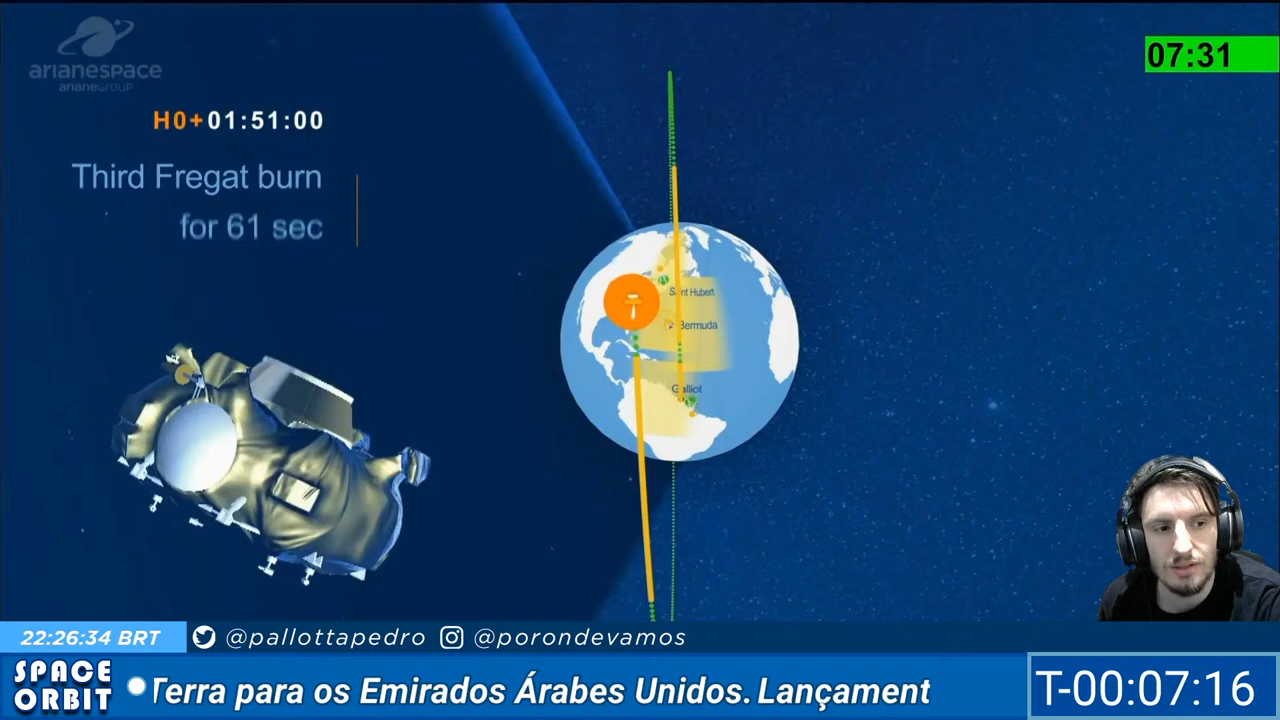 arianespace
arianeGROUP
07:31
H0+01:51:00
Third Fregat burn
for 61 sec
Saint Hubert
Bermuda
Galliot
22:26:34 BRT
@pallottapedro
@porondevamos
SPACE
ORBIT
Terra para os Emirados Árabes Unidos. Lançament
T-00:07:16